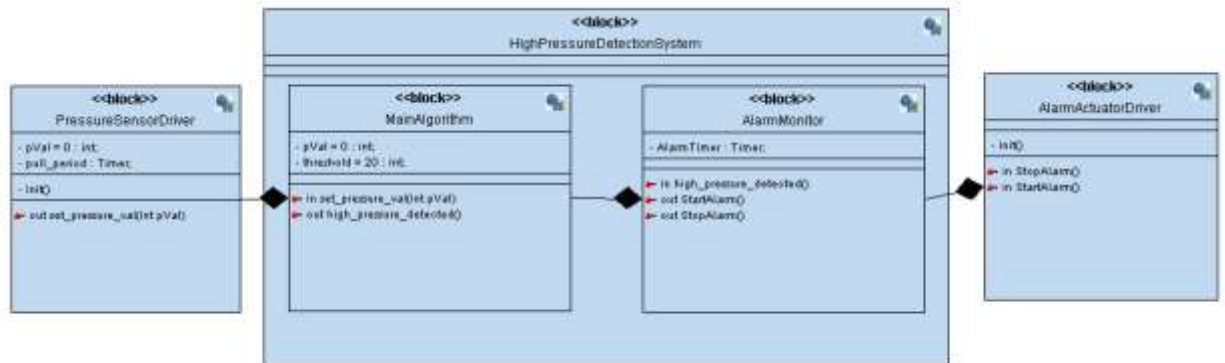 <<block>>
HighPressureDetectionSystem
<<block>>
PressureSensorDriver
- pVal = 0 : int;
- pull_period : Timer;
- Init()
out set_pressure_val(int pVal)
<<block>>
MainAlgorithm
- pVal = 0 : int;
- threshold = 20 : int;
in set_pressure_val(int pVal)
out high_pressure_detected()
<<block>>
AlarmMonitor
- AlarmTimer : Timer;
in high_pressure_detected()
out StartAlarm()
out StopAlarm()
<<block>>
AlarmActuatorDriver
- Init()
in StopAlarm()
in StartAlarm()